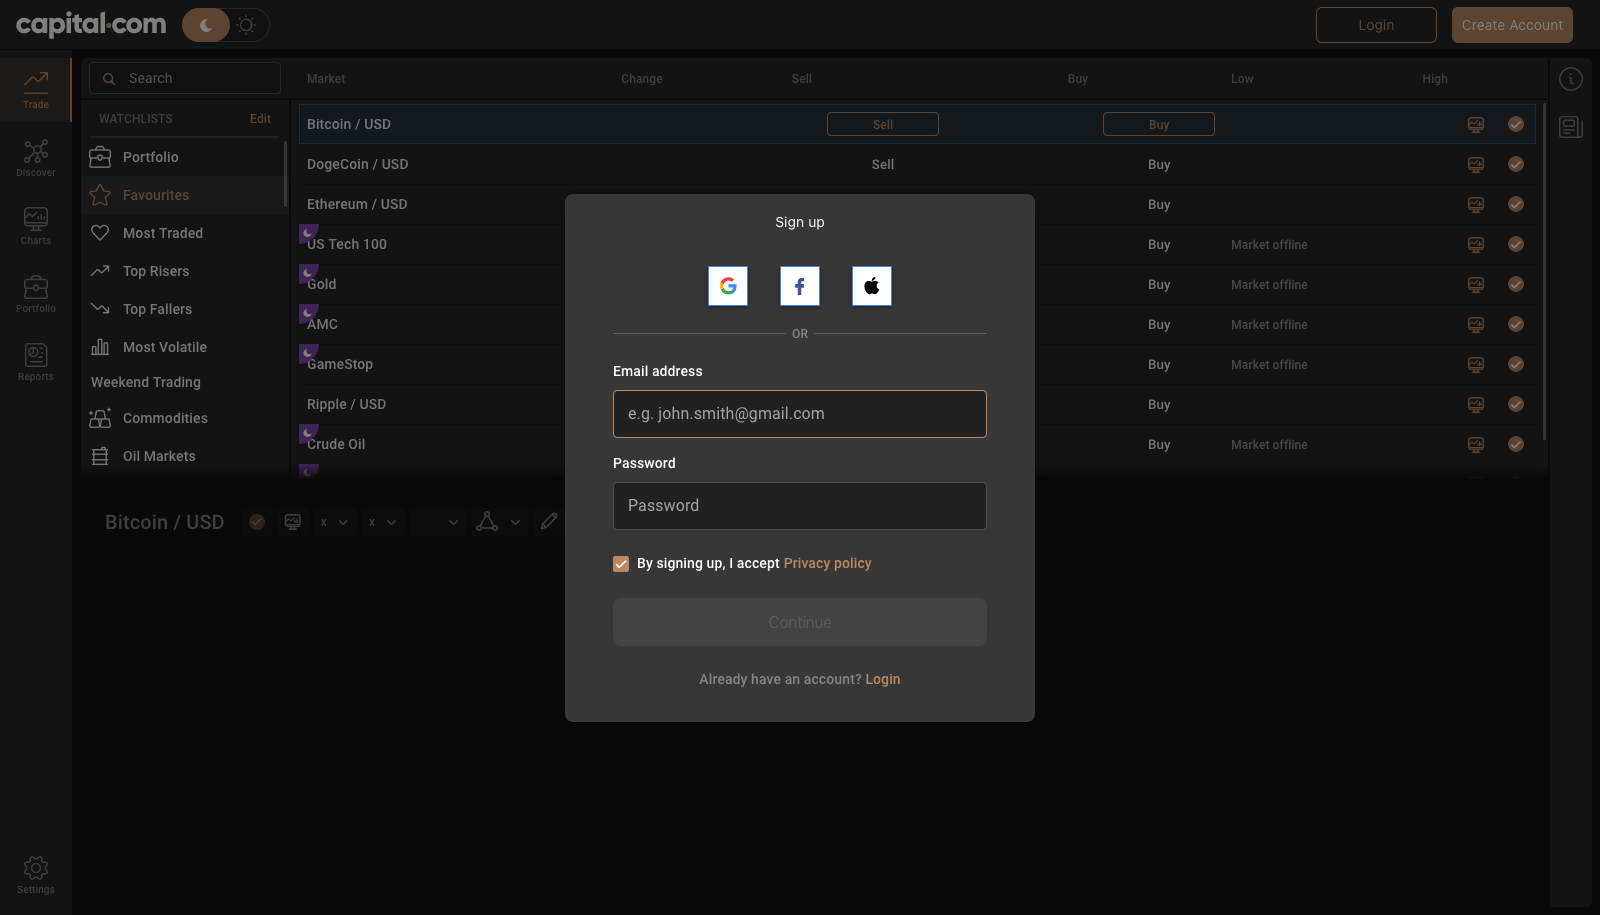 capital.com
Login
Create Account
Trade
Discover
Charts
Portfolio
Reports
Settings
Search
WATCHLISTS
Edit
Portfolio
Favourites
Most Traded
Top Risers
Top Fallers
Most Volatile
Weekend Trading
Commodities
Oil Markets
Market Change Sell Buy Low High
Bitcoin / USD Sell Buy
DogeCoin / USD Sell Buy
Ethereum / USD Buy
US Tech 100 Buy Market offline
Gold Buy Market offline
AMC Buy Market offline
GameStop Buy Market offline
Ripple / USD Buy
Crude Oil Buy Market offline
Bitcoin / USD x x
Sign up
OR
Email address
e.g. john.smith@gmail.com
Password
Password
By signing up, I accept Privacy policy
Continue
Already have an account? Login